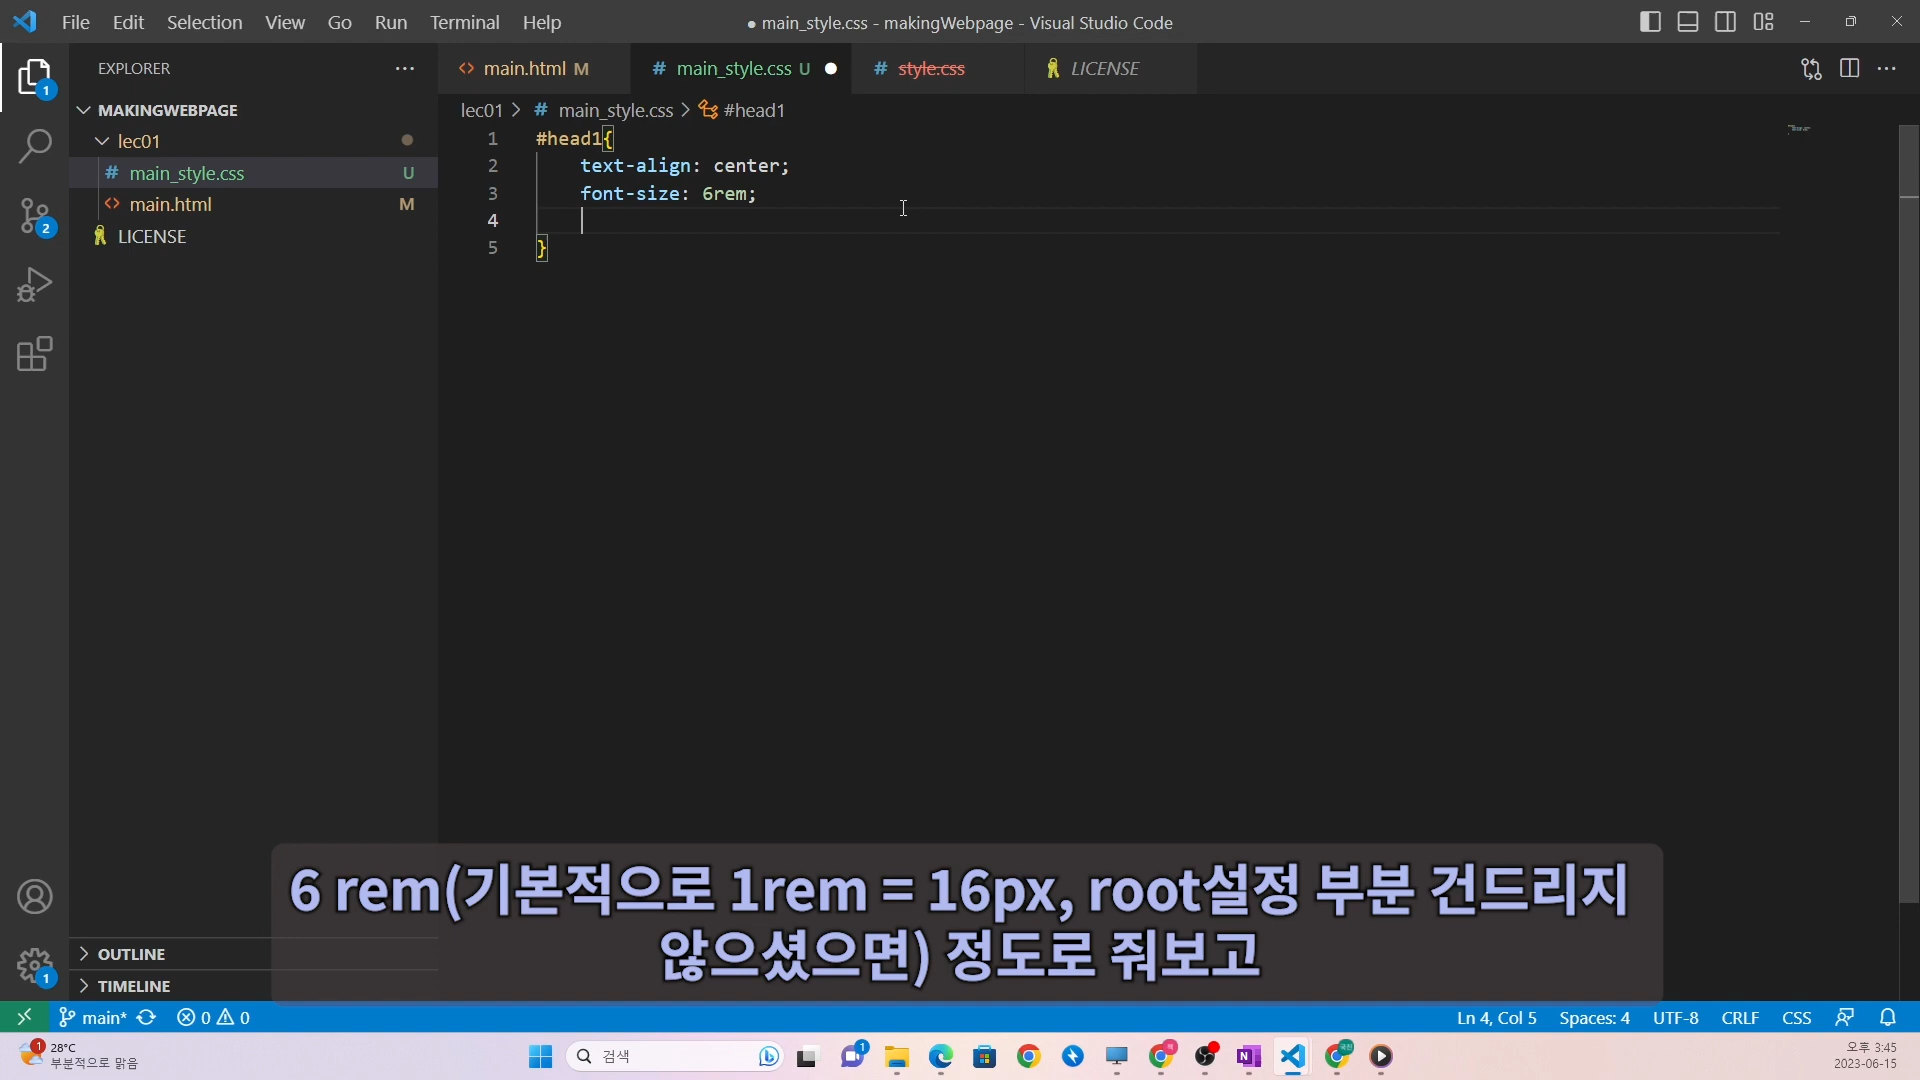 File Edit Selection View Go Run Terminal Help
● main_style.css - makingWebpage - Visual Studio Code
EXPLORER
main.html M
# main_style.css U
# style.css
LICENSE
MAKINGWEBPAGE
lec01
# main_style.css U
main.html M
LICENSE
lec01 > # main_style.css > #head1
1 #head1{
2 text-align: center;
3 font-size: 6rem;
4
5 }
1
2
1
6 rem(기본적으로 1rem = 16px, root설정 부분 건드리지
않으셨으면) 정도로 줘보고
OUTLINE
TIMELINE
main* 0 0
Ln 4, Col 5 Spaces: 4 UTF-8 CRLF CSS
1 28°C
부분적으로 맑음
검색
1
오후 3:45
2023-06-15